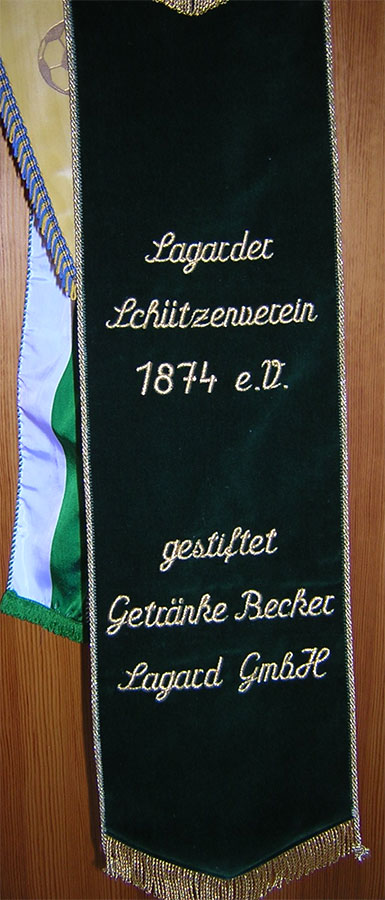 Lagarder
Schützenverein
1874 e.V.
gestiftet
Getränke Becker
Lagard GmbH